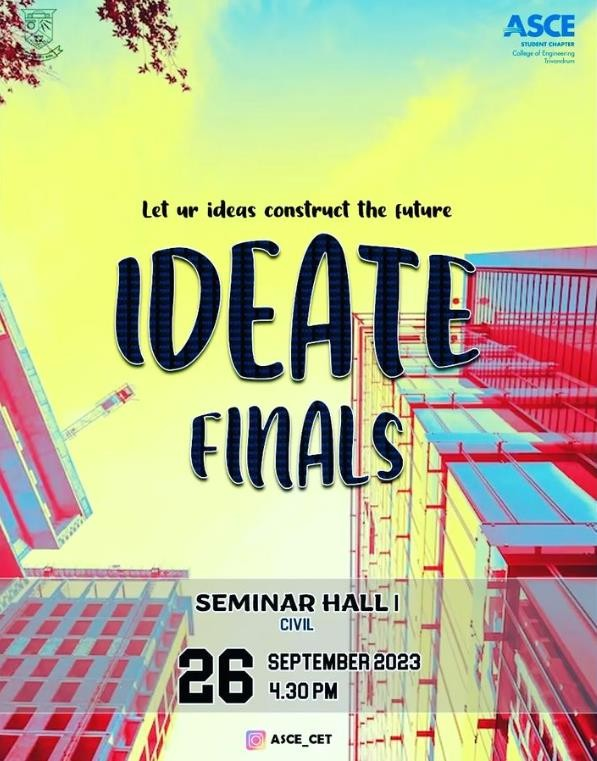 ASCE
STUDENT CHAPTER
College of Engineering
Trivandrum
Let ur ideas construct the future
IDEATE
FINALS
SEMINAR HALL I
CIVIL
26 SEPTEMBER 2023
4.30 PM
ASCE_CET